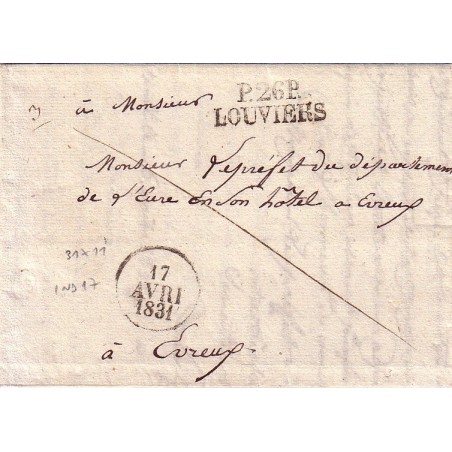 P.26.P.
LOUVIERS
à Monsieur
Monsieur le préfet du département
de l'Eure En Son hôtel a Evreux
31x11
IND 17
17
AVRI
1831
à Evreux